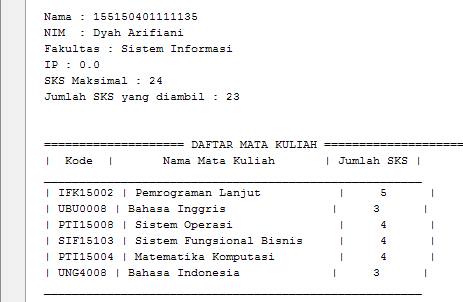 Nama : 155150401111135
NIM  : Dyah Arifiani
Fakultas : Sistem Informasi
IP : 0.0
SKS Maksimal : 24
Jumlah SKS yang diambil : 23
==================== DAFTAR MATA KULIAH ====================
|  Kode  |       Nama Mata Kuliah       | Jumlah SKS |
______________________________________________________
| IFK15002 | Pemrograman Lanjut           |     5      |
| UBU0008 | Bahasa Inggris               |     3      |
| PTI15008 | Sistem Operasi               |     4      |
| SIF15103 | Sistem Fungsional Bisnis     |     4      |
| PTI15004 | Matematika Komputasi         |     4      |
| UNG4008 | Bahasa Indonesia             |     3      |
______________________________________________________